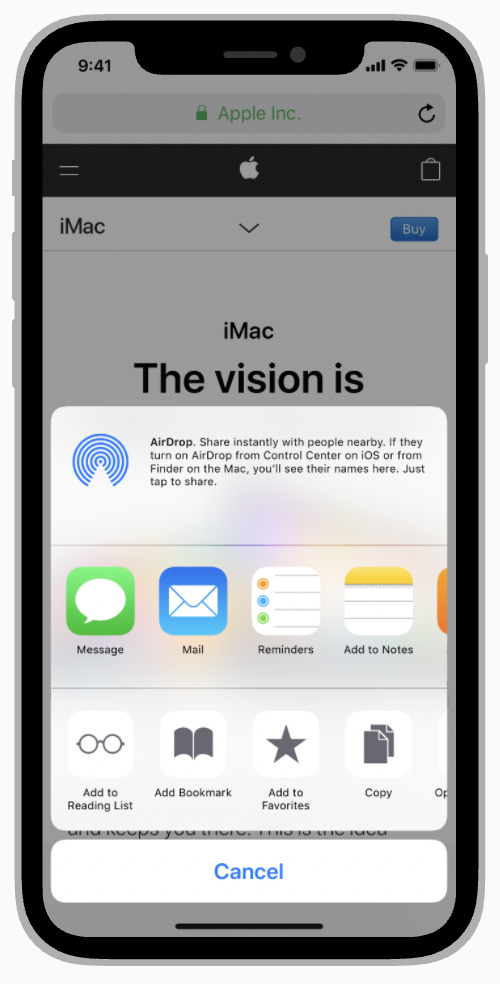 9:41
Apple Inc.
iMac
Buy
iMac
The vision is
AirDrop. Share instantly with people nearby. If they
turn on AirDrop from Control Center on iOS or from
Finder on the Mac, you'll see their names here. Just
tap to share.
Message
Mail
Reminders
Add to Notes
Add to
Reading List
Add Bookmark
Add to
Favorites
Copy
and keeps you there. This is the idea
Cancel